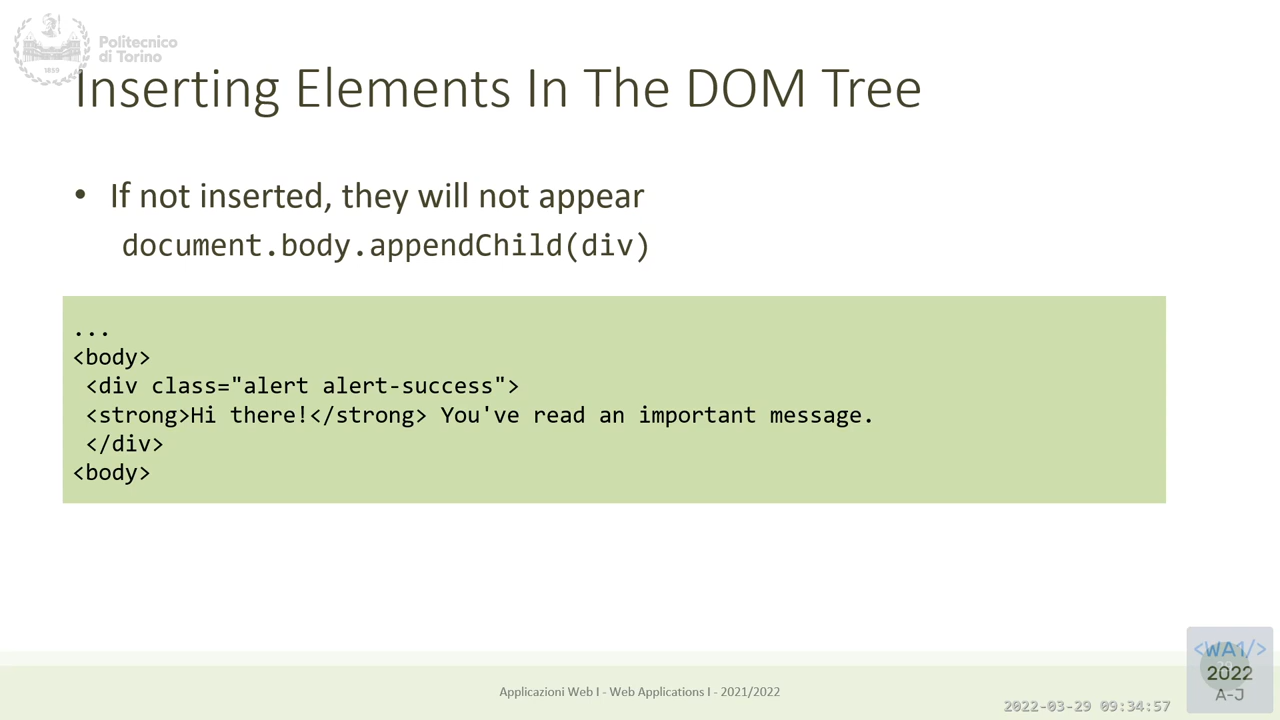 Politecnico
di Torino
1859
Inserting Elements In The DOM Tree
• If not inserted, they will not appear
document.body.appendChild(div)
...
<body>
<div class="alert alert-success">
<strong>Hi there!</strong> You've read an important message.
</div>
<body>
Applicazioni Web I - Web Applications I - 2021/2022
2022-03-29 09:34:57
<WA1/>
2022
A-J